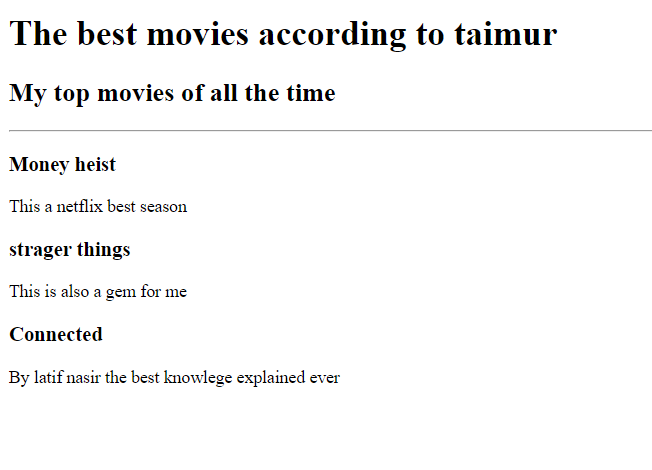 The best movies according to taimur
My top movies of all the time
Money heist
This a netflix best season
strager things
This is also a gem for me
Connected
By latif nasir the best knowlege explained ever